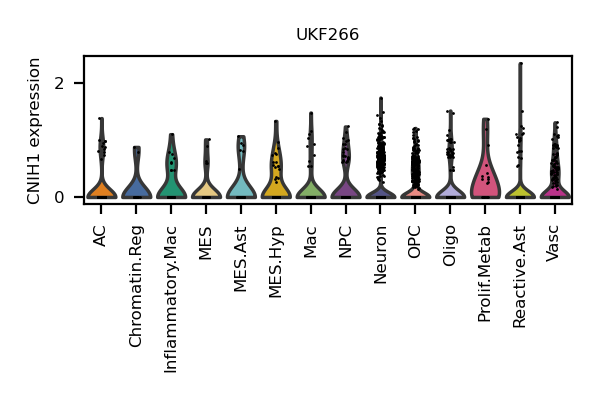 UKF266
CNIH1 expression
2
0
AC
Chromatin.Reg
Inflammatory.Mac
MES
MES.Ast
MES.Hyp
Mac
NPC
Neuron
OPC
Oligo
Prolif.Metab
Reactive.Ast
Vasc